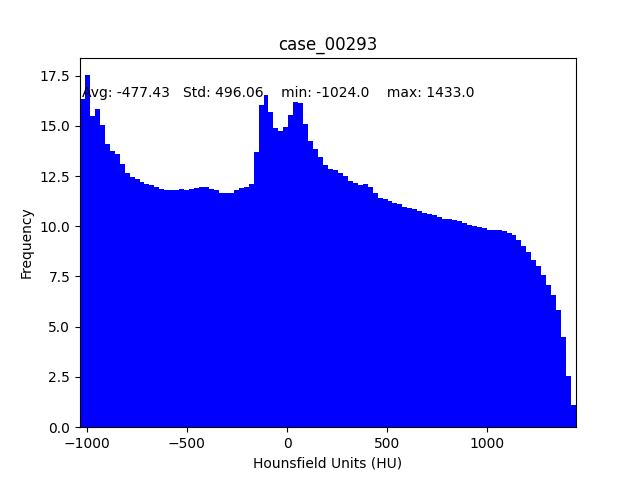 case_00293
Avg: -477.43 Std: 496.06 min: -1024.0 max: 1433.0
17.5
15.0
12.5
10.0
7.5
5.0
2.5
0.0
Frequency
−1000 −500 0 500 1000
Hounsfield Units (HU)